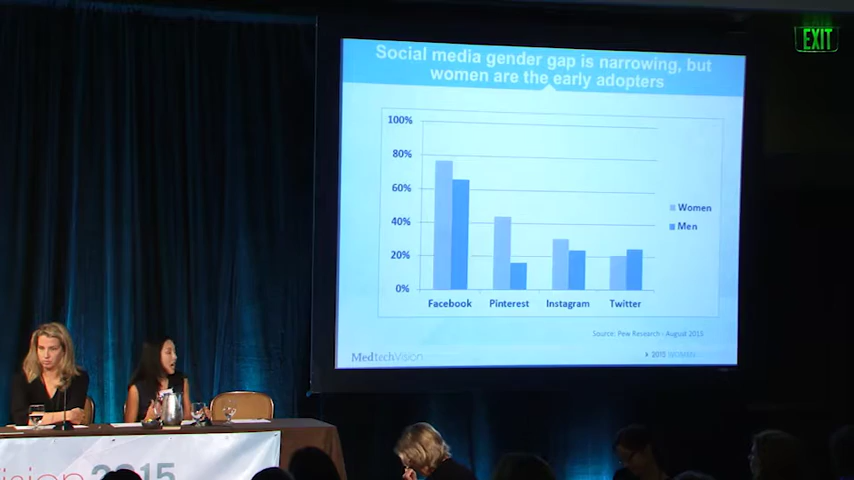 EXIT
Social media gender gap is narrowing, but
women are the early adopters
100%
80%
60%
40%
20%
0%
Women
Men
Facebook Pinterest Instagram Twitter
Source: Pew Research - August 2015
MedtechVision
2015 WOMEN
ision 2015